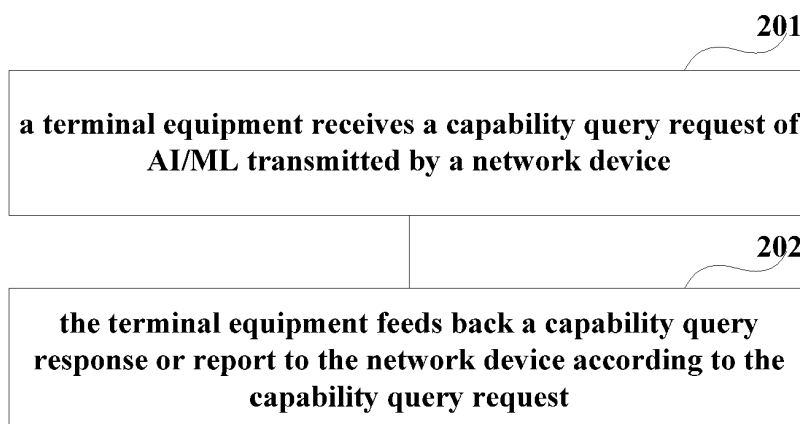 201
a terminal equipment receives a capability query request of
AI/ML transmitted by a network device
202
the terminal equipment feeds back a capability query
response or report to the network device according to the
capability query request